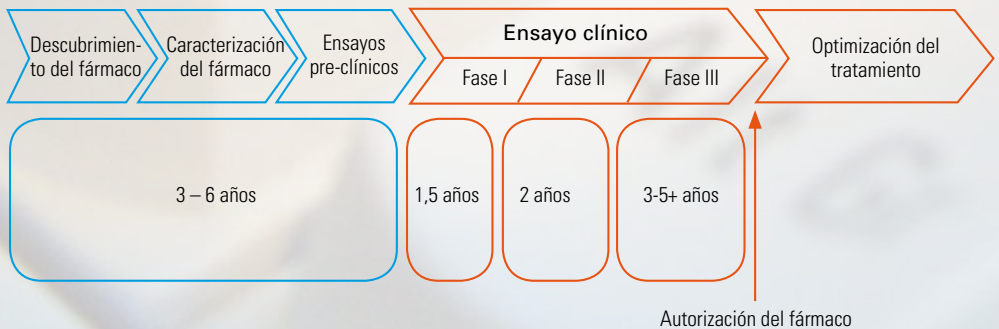 Descubrimien-
to del fármaco
Caracterización
del fármaco
Ensayos
pre-clínicos
Ensayo clínico
Fase I
Fase II
Fase III
Optimización del
tratamiento
3 – 6 años
1,5 años
2 años
3-5+ años
Autorización del fármaco